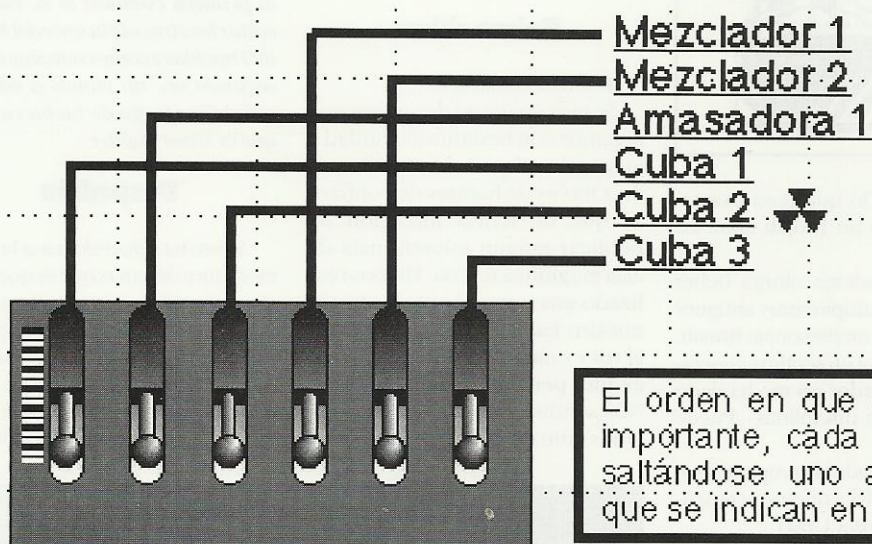 Mezclador 1
Mezclador 2
Amasadora 1
Cuba 1
Cuba 2
Cuba 3
El orden en que
importante, cada
saltándose uno a
que se indican en